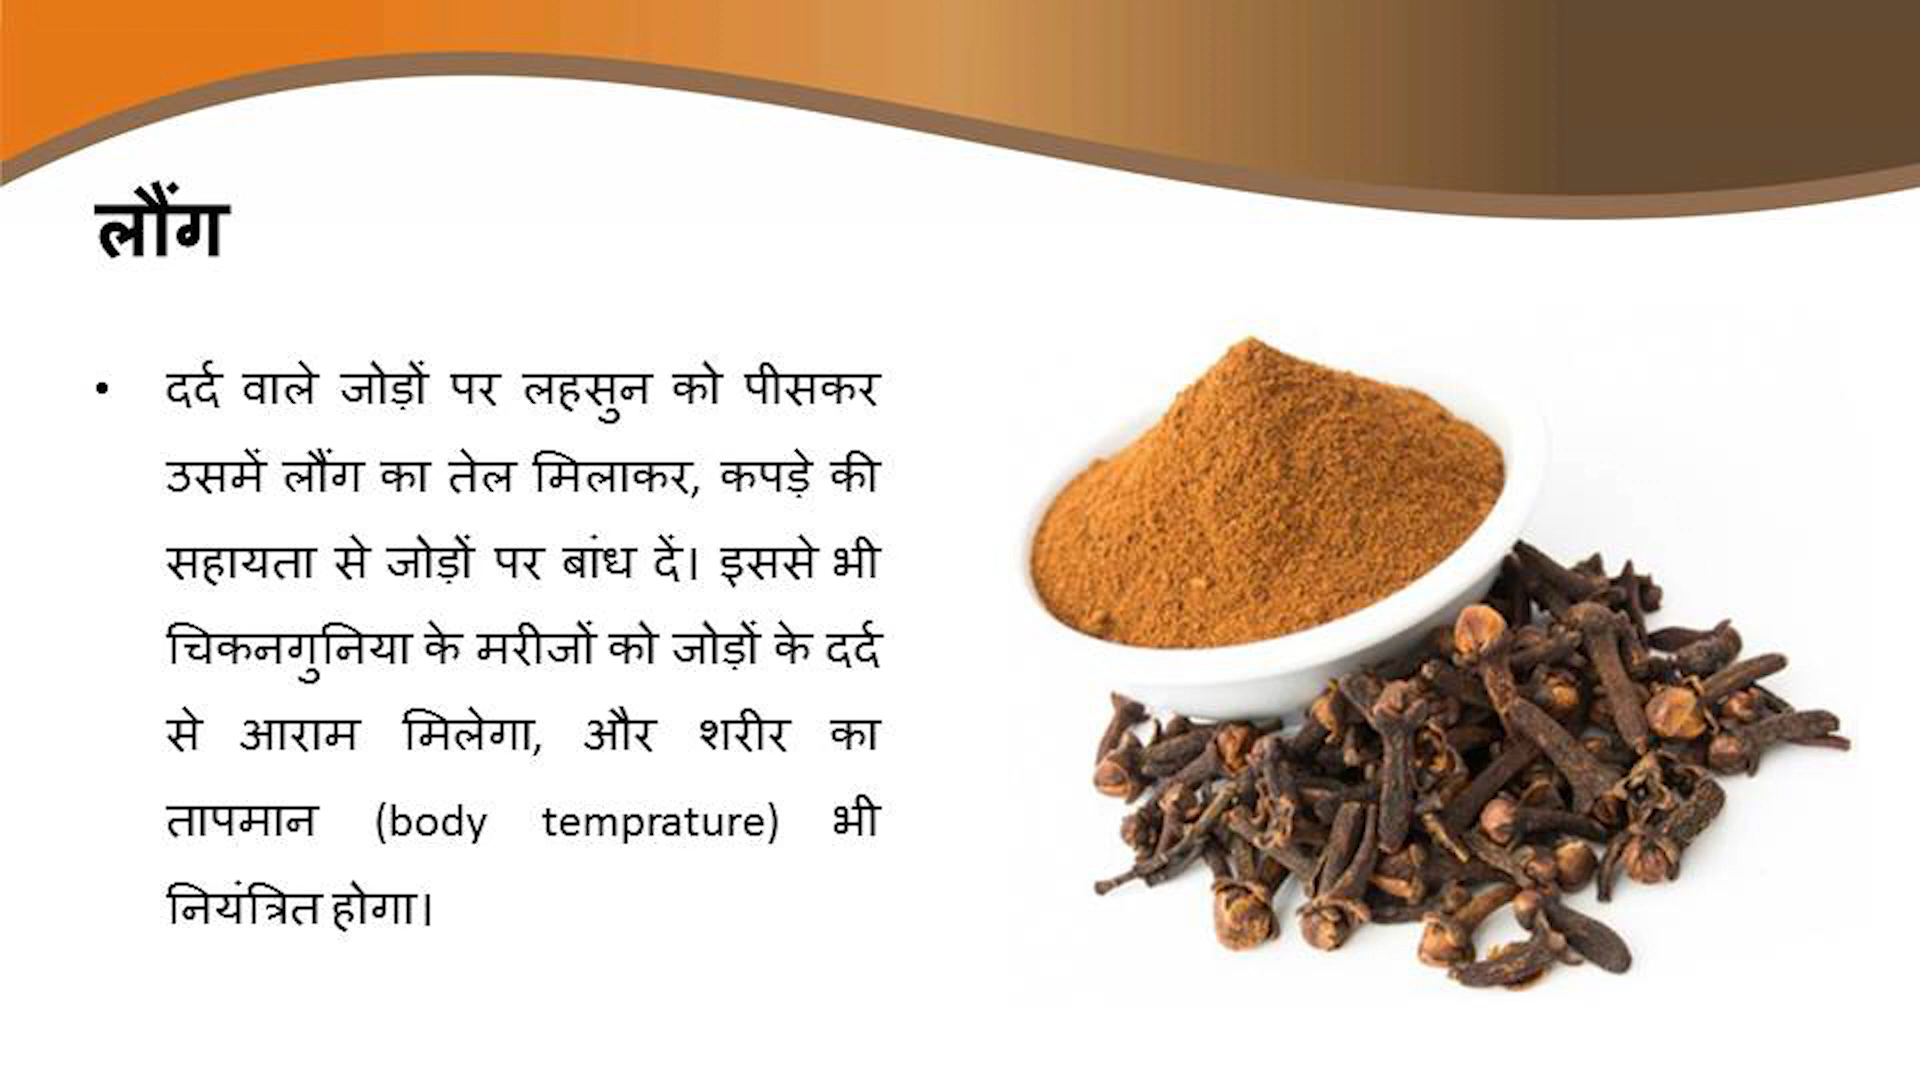 लौंग
• दर्द वाले जोड़ों पर लहसुन को पीसकर
उसमें लौंग का तेल मिलाकर, कपड़े की
सहायता से जोड़ों पर बांध दें। इससे भी
चिकनगुनिया के मरीजों को जोड़ों के दर्द
से आराम मिलेगा, और शरीर का
तापमान (body temprature) भी
नियंत्रित होगा।